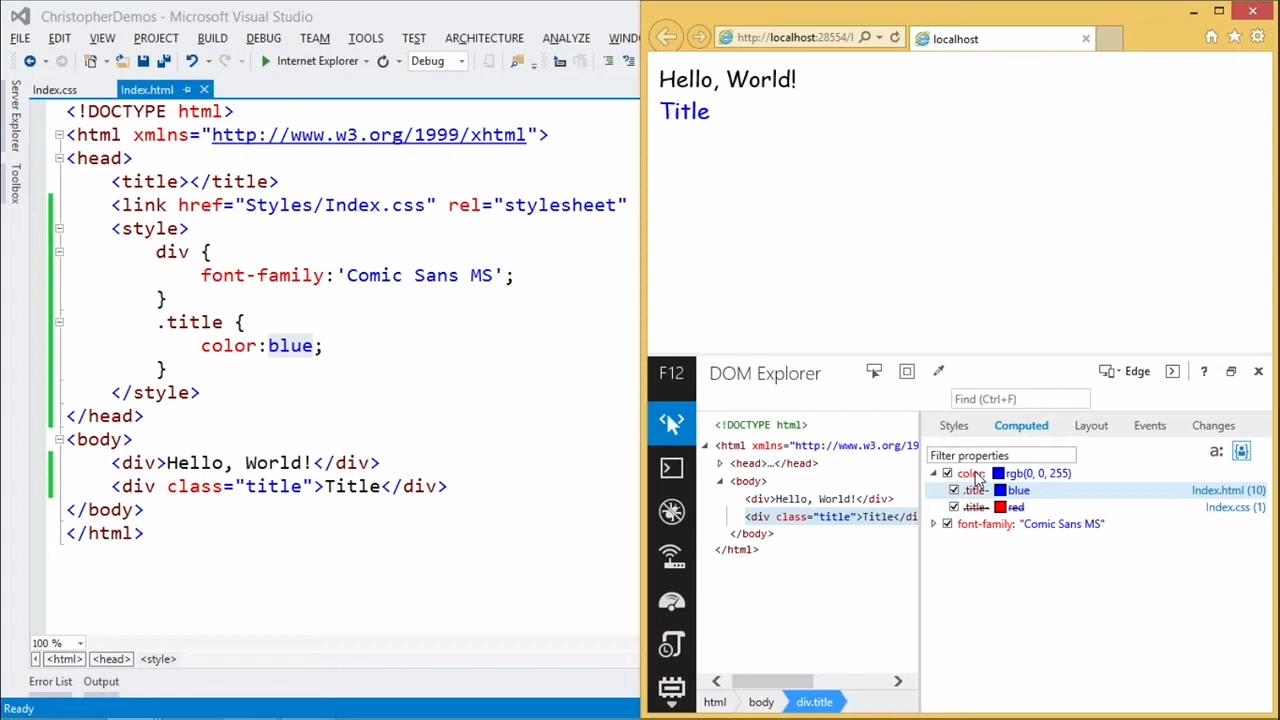 ChristopherDemos - Microsoft Visual Studio
FILE EDIT VIEW PROJECT BUILD DEBUG TEAM TOOLS TEST ARCHITECTURE ANALYZE WINDO
Internet Explorer Debug
Server Explorer
Toolbox
Index.css Index.html
<!DOCTYPE html>
<html xmlns="http://www.w3.org/1999/xhtml">
<head>
<title></title>
<link href="Styles/Index.css" rel="stylesheet"
<style>
div {
font-family:'Comic Sans MS';
}
.title {
color:blue;
}
</style>
</head>
<body>
<div>Hello, World!</div>
<div class="title">Title</div>
</body>
</html>
100 %
<html> <head> <style>
Error List Output
Ready
http://localhost:28554/I
localhost
Hello, World!
Title
F12 DOM Explorer Edge ?
Find (Ctrl+F)
<!DOCTYPE html>
<html xmlns="http://www.w3.org/19
<head>...</head>
<body>
<div>Hello, World!</div>
<div class="title">Title</di
</body>
</html>
html body div.title
Styles Computed Layout Events Changes
Filter properties
a:
color: rgb(0, 0, 255)
.title blue Index.html (10)
.title red Index.css (1)
font-family: "Comic Sans MS"